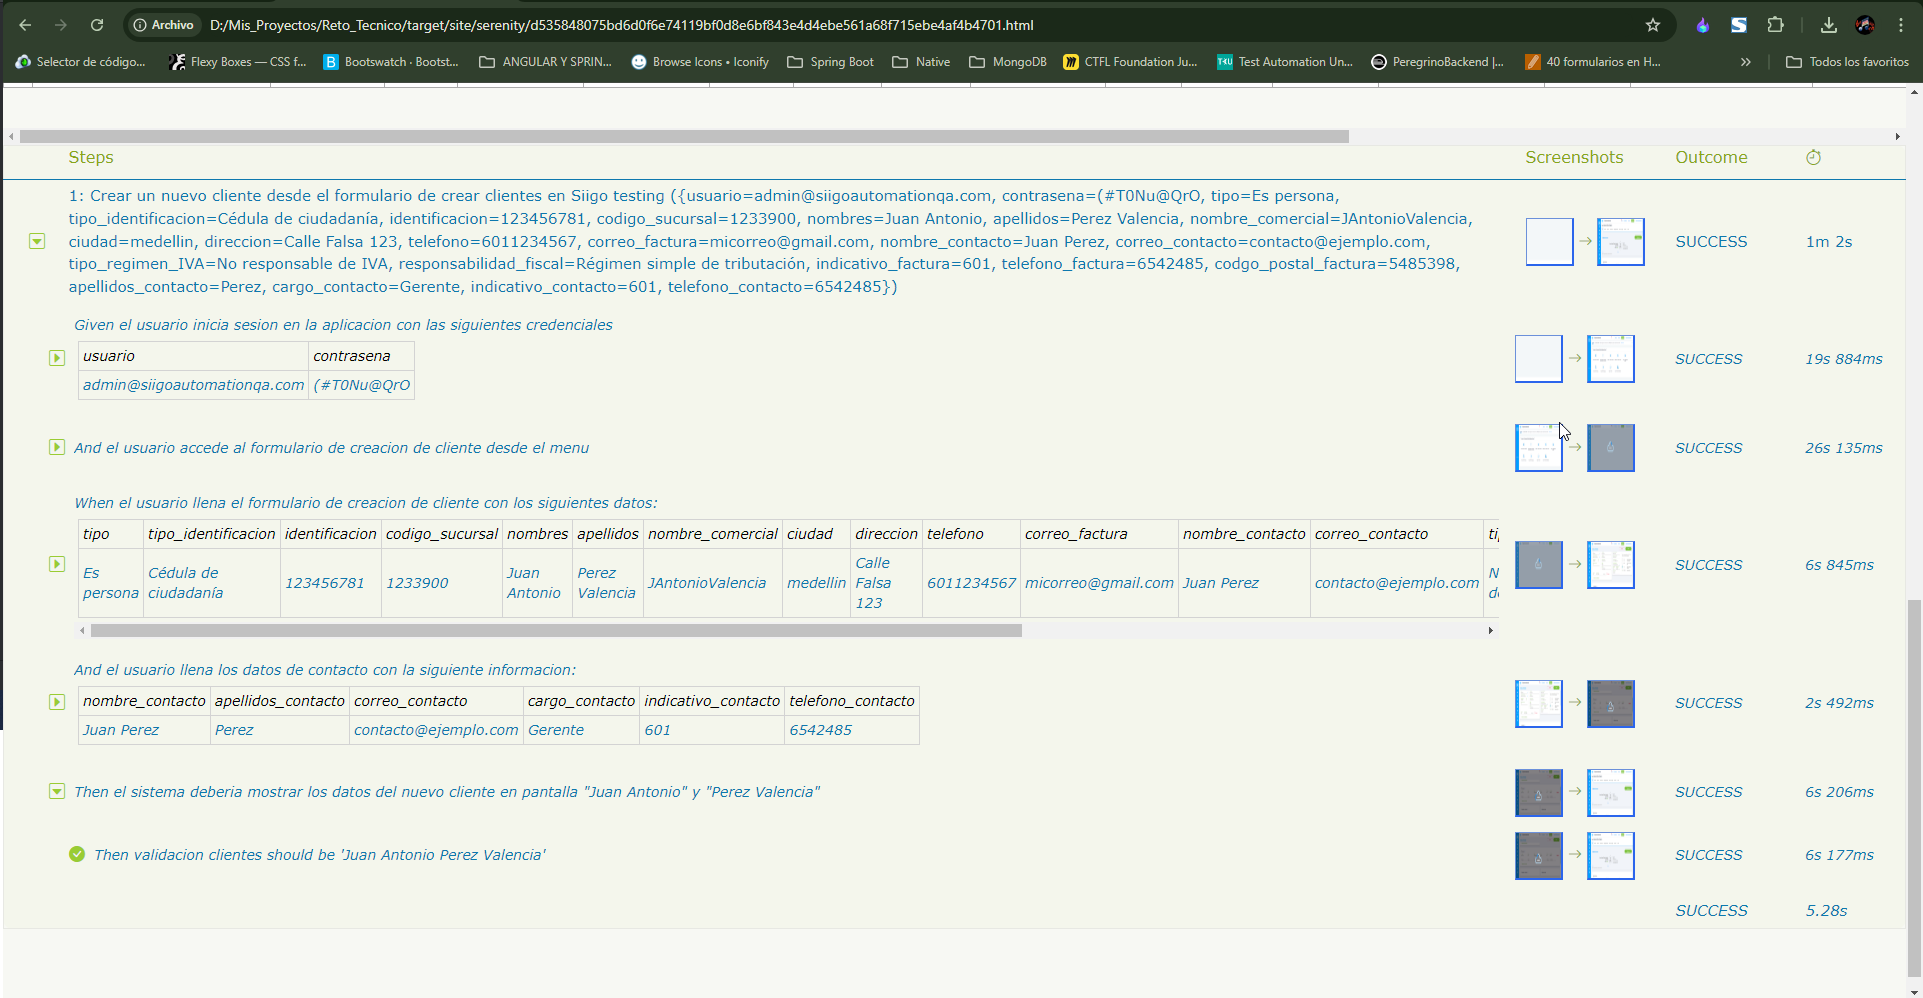 Archivo
D:/Mis_Proyectos/Reto_Tecnico/target/site/serenity/d535848075bd6d0f6e74119bf0d8e6bf843e4d4ebe561a68f715ebe4af4b4701.html
Selector de código... Flexy Boxes — CSS f... Bootswatch · Bootst... ANGULAR Y SPRIN... Browse Icons • Iconify Spring Boot Native MongoDB CTFL Foundation Ju... Test Automation Un... PeregrinoBackend |... 40 formularios en H... » Todos los favoritos
Steps Screenshots Outcome
1: Crear un nuevo cliente desde el formulario de crear clientes en Siigo testing ({usuario=admin@siigoautomationqa.com, contrasena=(#T0Nu@QrO, tipo=Es persona,
tipo_identificacion=Cédula de ciudadanía, identificacion=123456781, codigo_sucursal=1233900, nombres=Juan Antonio, apellidos=Perez Valencia, nombre_comercial=JAntonioValencia,
ciudad=medellin, direccion=Calle Falsa 123, telefono=6011234567, correo_factura=micorreo@gmail.com, nombre_contacto=Juan Perez, correo_contacto=contacto@ejemplo.com,
tipo_regimen_IVA=No responsable de IVA, responsabilidad_fiscal=Régimen simple de tributación, indicativo_factura=601, telefono_factura=6542485, codgo_postal_factura=5485398,
apellidos_contacto=Perez, cargo_contacto=Gerente, indicativo_contacto=601, telefono_contacto=6542485})
SUCCESS 1m 2s
Given el usuario inicia sesion en la aplicacion con las siguientes credenciales
usuario contrasena
admin@siigoautomationqa.com (#T0Nu@QrO
SUCCESS 19s 884ms
And el usuario accede al formulario de creacion de cliente desde el menu
SUCCESS 26s 135ms
When el usuario llena el formulario de creacion de cliente con los siguientes datos:
tipo tipo_identificacion identificacion codigo_sucursal nombres apellidos nombre_comercial ciudad direccion telefono correo_factura nombre_contacto correo_contacto
Es persona Cédula de ciudadanía 123456781 1233900 Juan Antonio Perez Valencia JAntonioValencia medellin Calle Falsa 123 6011234567 micorreo@gmail.com Juan Perez contacto@ejemplo.com
SUCCESS 6s 845ms
And el usuario llena los datos de contacto con la siguiente informacion:
nombre_contacto apellidos_contacto correo_contacto cargo_contacto indicativo_contacto telefono_contacto
Juan Perez Perez contacto@ejemplo.com Gerente 601 6542485
SUCCESS 2s 492ms
Then el sistema deberia mostrar los datos del nuevo cliente en pantalla "Juan Antonio" y "Perez Valencia"
SUCCESS 6s 206ms
Then validacion clientes should be 'Juan Antonio Perez Valencia'
SUCCESS 6s 177ms
SUCCESS 5.28s